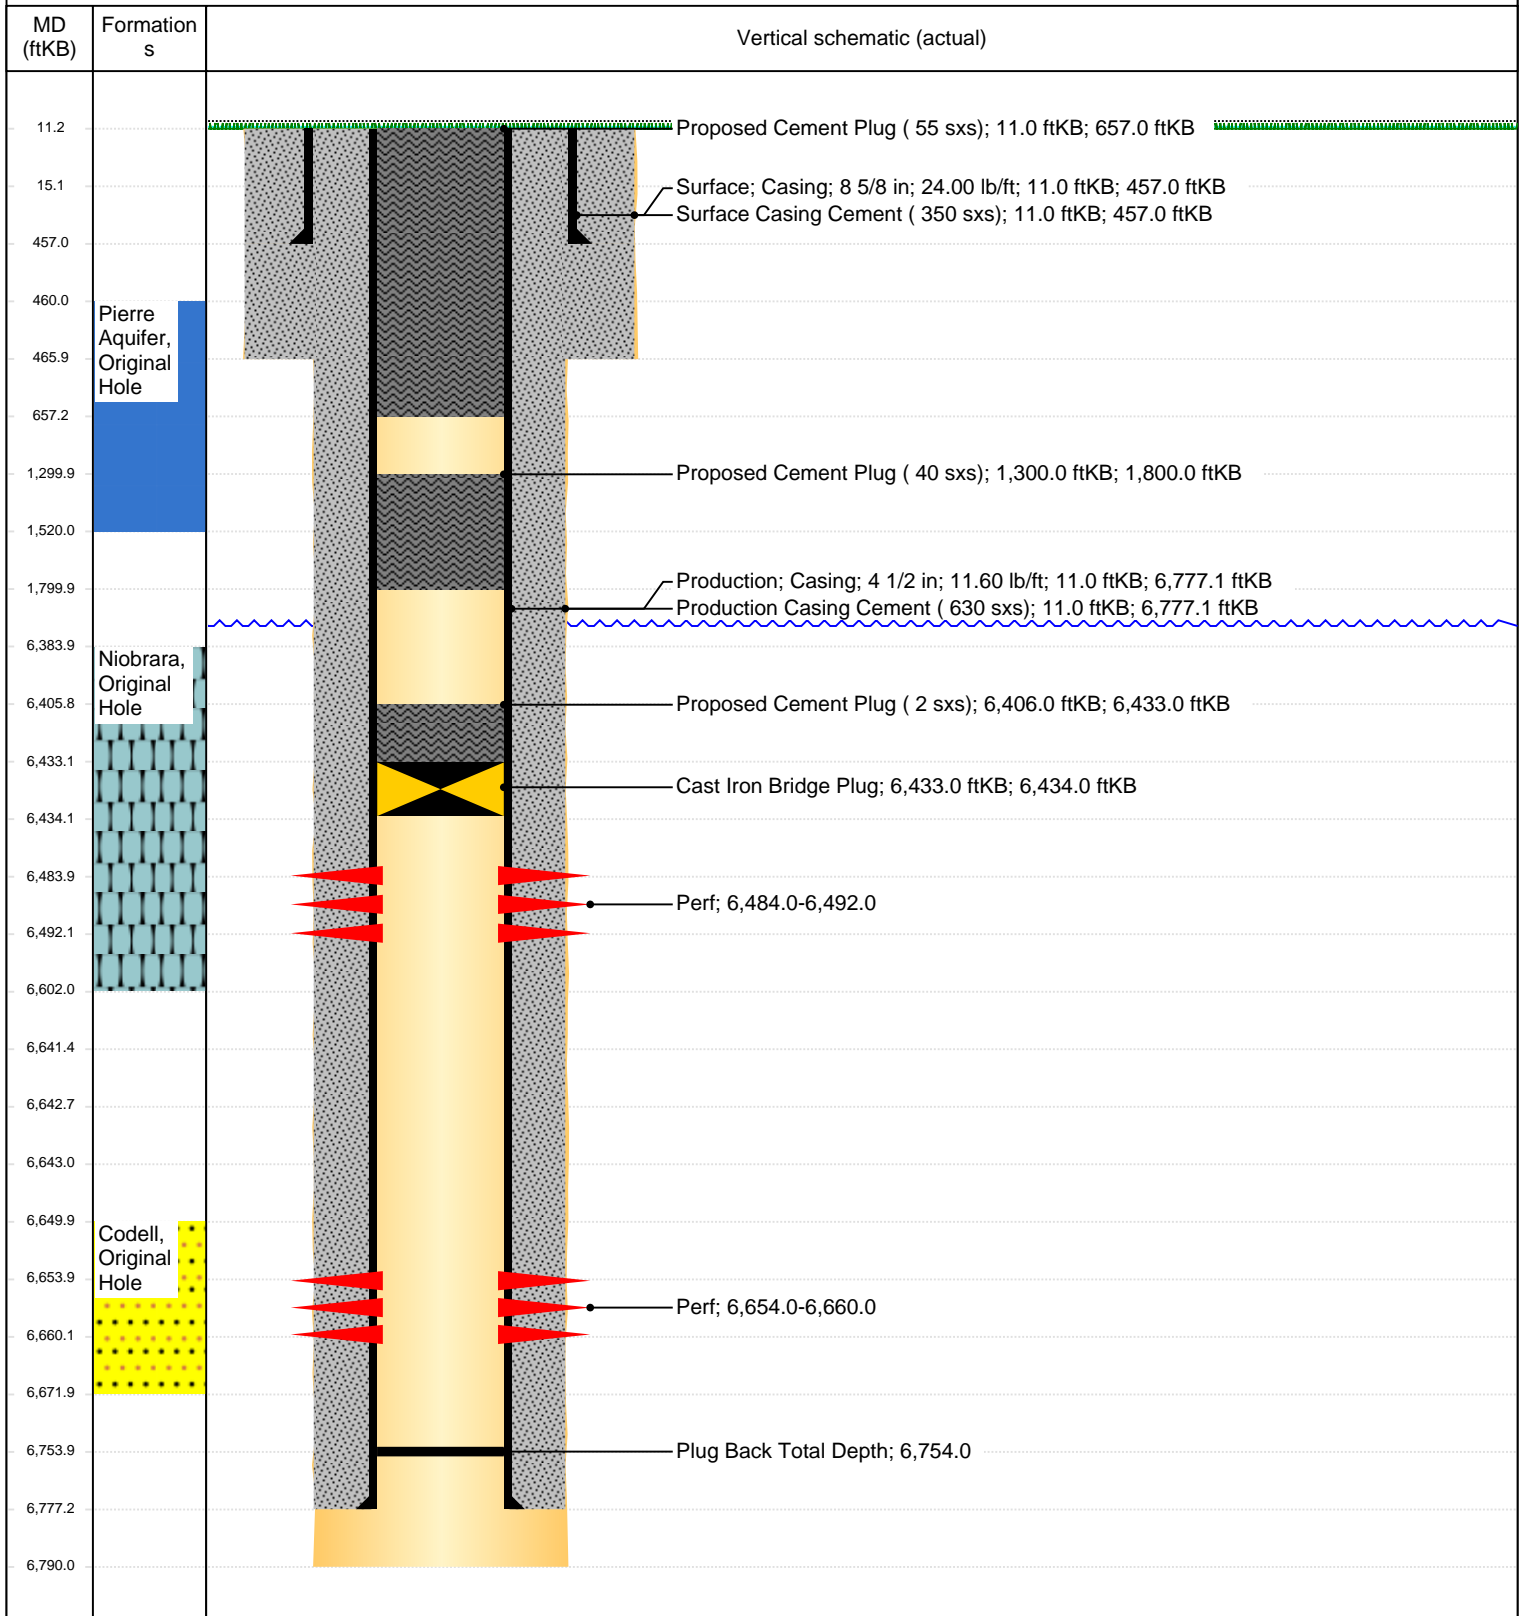 MD
(ftKB)
Formation
s
Vertical schematic (actual)
11.2
Proposed Cement Plug ( 55 sxs); 11.0 ftKB; 657.0 ftKB
15.1
Surface; Casing; 8 5/8 in; 24.00 lb/ft; 11.0 ftKB; 457.0 ftKB
Surface Casing Cement ( 350 sxs); 11.0 ftKB; 457.0 ftKB
457.0
460.0
Pierre
Aquifer,
Original
Hole
465.9
657.2
1,299.9
Proposed Cement Plug ( 40 sxs); 1,300.0 ftKB; 1,800.0 ftKB
1,520.0
1,799.9
Production; Casing; 4 1/2 in; 11.60 lb/ft; 11.0 ftKB; 6,777.1 ftKB
Production Casing Cement ( 630 sxs); 11.0 ftKB; 6,777.1 ftKB
6,383.9
Niobrara,
Original
Hole
6,405.8
Proposed Cement Plug ( 2 sxs); 6,406.0 ftKB; 6,433.0 ftKB
6,433.1
Cast Iron Bridge Plug; 6,433.0 ftKB; 6,434.0 ftKB
6,434.1
6,483.9
Perf; 6,484.0-6,492.0
6,492.1
6,602.0
6,641.4
6,642.7
6,643.0
6,649.9
Codell,
Original
Hole
6,653.9
Perf; 6,654.0-6,660.0
6,660.1
6,671.9
6,753.9
Plug Back Total Depth; 6,754.0
6,777.2
6,790.0